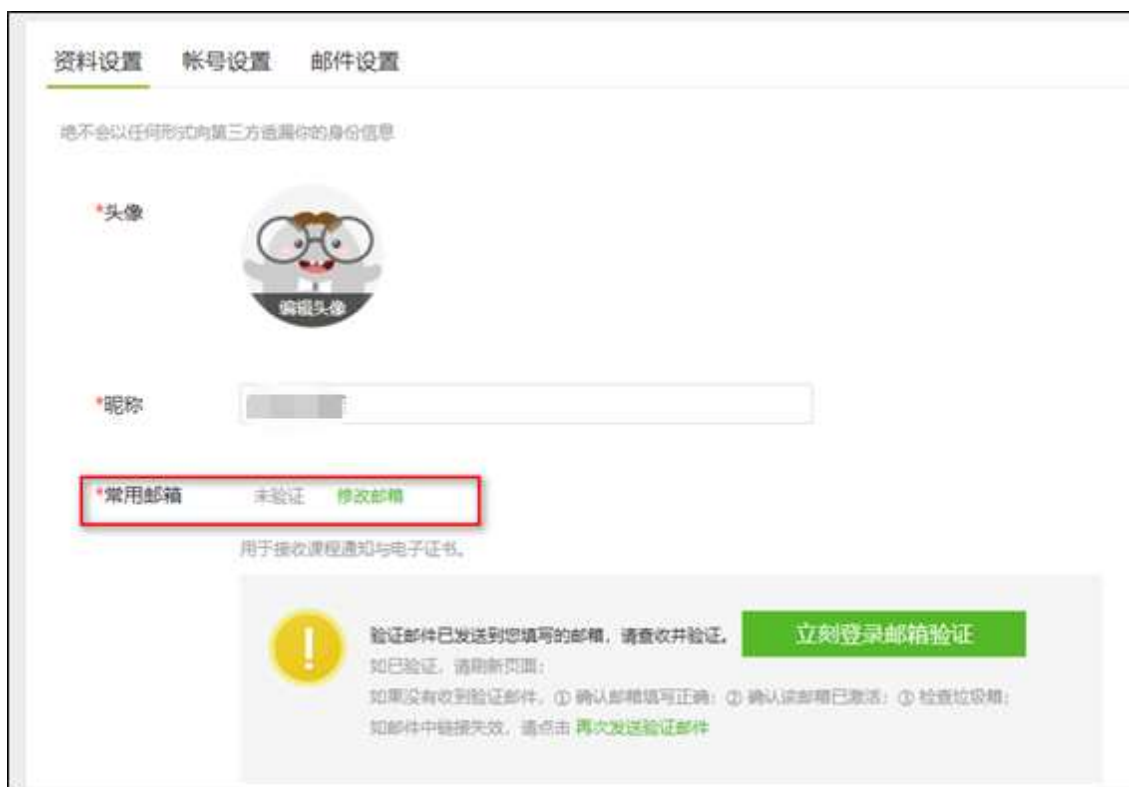 资料设置 帐号设置 邮件设置
绝不会以任何形式向第三方透漏你的身份信息
*头像
编辑头像
*昵称
*常用邮箱 未验证 修改邮箱
用于接收课程通知与电子证书。
验证邮件已发送到您填写的邮箱，请查收并验证。 立刻登录邮箱验证
如已验证，请刷新页面；
如果没有收到验证邮件，① 确认邮箱填写正确；② 确认该邮箱已激活；③ 检查垃圾箱；
如邮件中链接失效，请点击 再次发送验证邮件